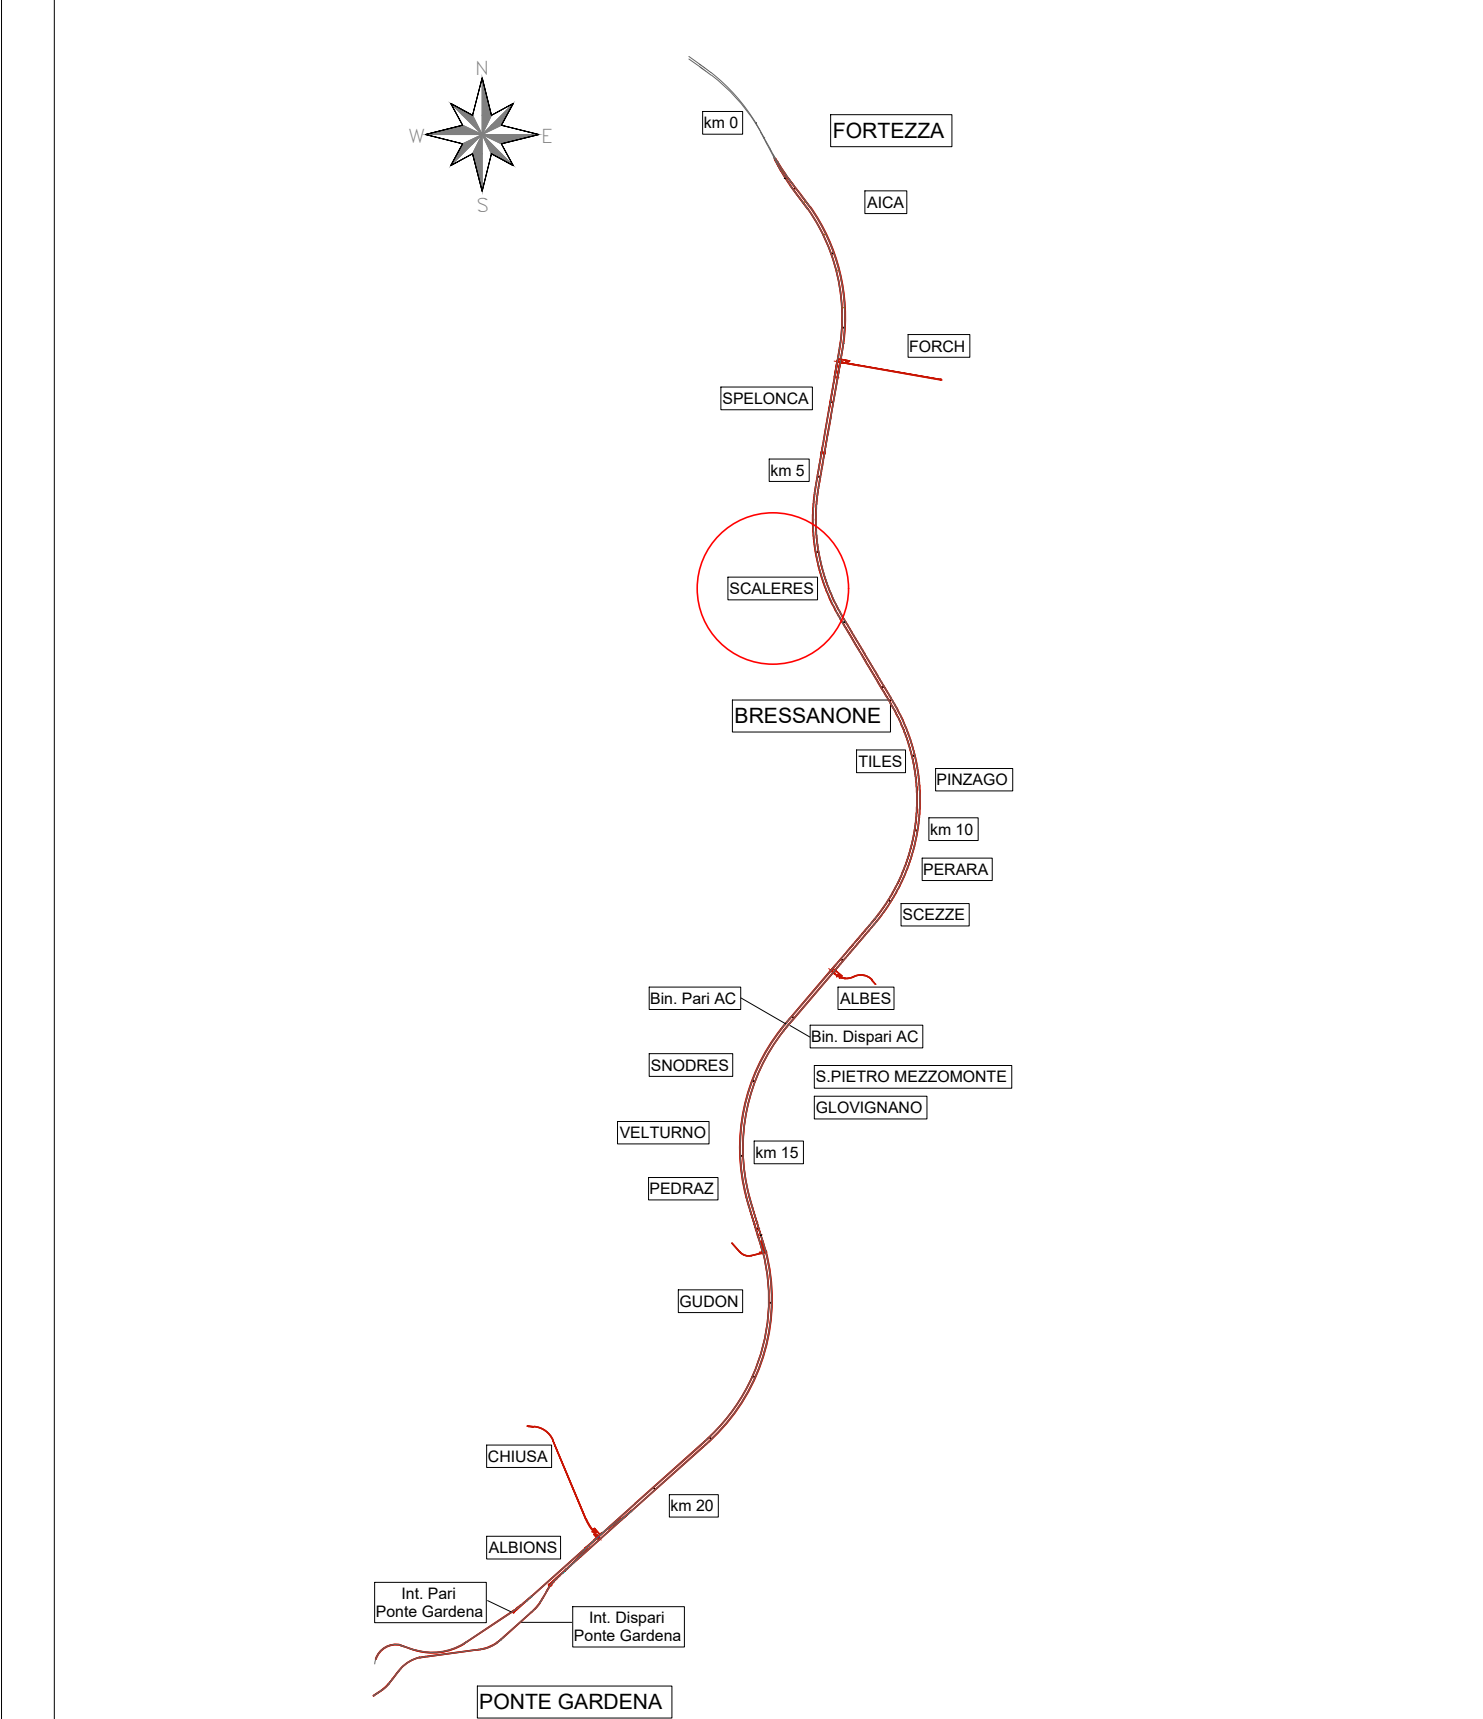 N
km 0
FORTEZZA
W
E
AICA
S
FORCH
SPELONCA
km 5
SCALERES
BRESSANONE
TILES
PINZAGO
km 10
PERARA
SCEZZE
Bin. Pari AC
ALBES
Bin. Dispari AC
SNODRES
S.PIETRO MEZZOMONTE
GLOVIGNANO
VELTURNO
km 15
PEDRAZ
GUDON
CHIUSA
km 20
ALBIONS
Int. Pari
Ponte Gardena
Int. Dispari
Ponte Gardena
PONTE GARDENA